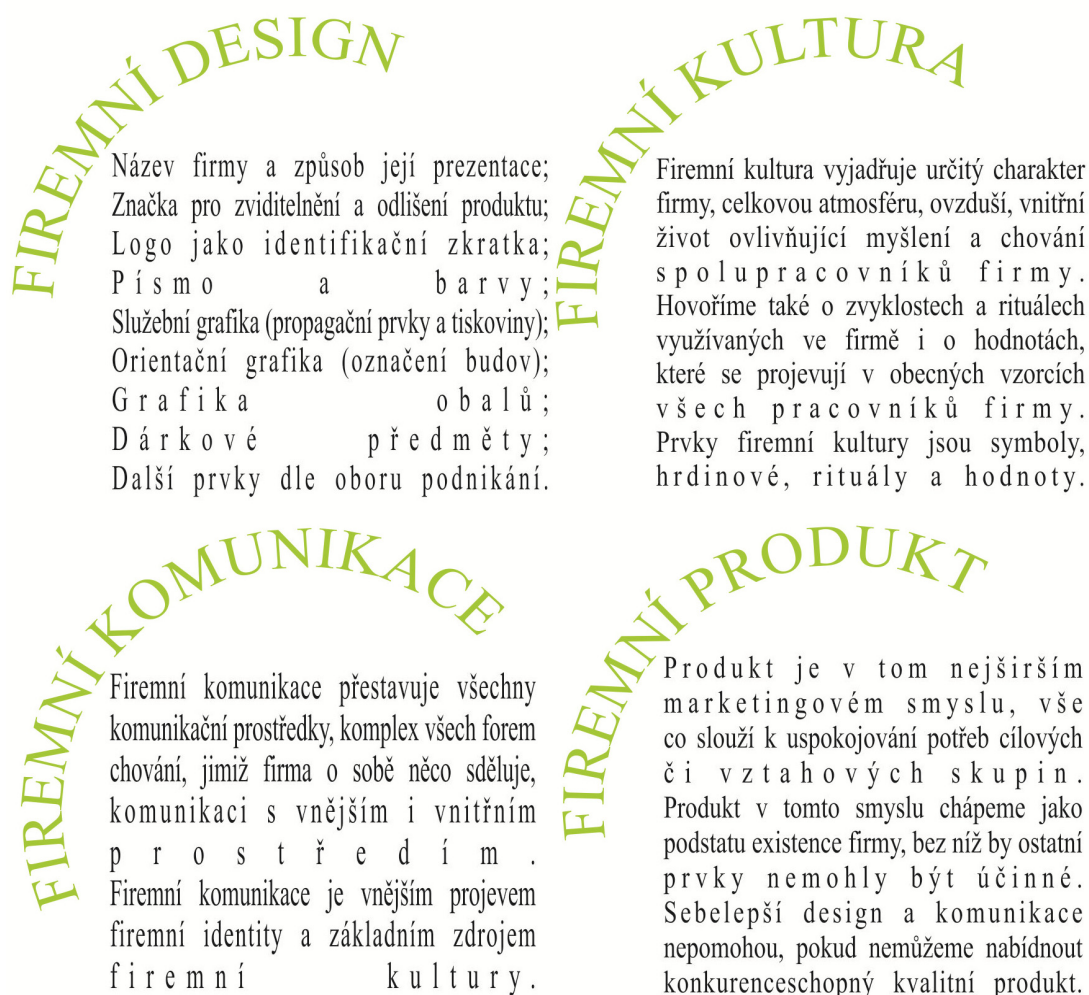 FIREMNÍ DESIGN
Název firmy a způsob její prezentace;
Značka pro zviditelnění a odlišení produktu;
Logo jako identifikační zkratka;
Písmo a barvy;
Služební grafika (propagační prvky a tiskoviny);
Orientační grafika (označení budov);
Grafika obalů;
Dárkové předměty;
Další prvky dle oboru podnikání.
FIREMNÍ KULTURA
Firemní kultura vyjadřuje určitý charakter
firmy, celkovou atmosféru, ovzduší, vnitřní
život ovlivňující myšlení a chování
spolupracovníků firmy.
Hovoříme také o zvyklostech a rituálech
využívaných ve firmě i o hodnotách,
které se projevují v obecných vzorcích
všech pracovníků firmy.
Prvky firemní kultury jsou symboly,
hrdinové, rituály a hodnoty.
FIREMNÍ KOMUNIKACE
Firemní komunikace přestavuje všechny
komunikační prostředky, komplex všech forem
chování, jimiž firma o sobě něco sděluje,
komunikaci s vnějším i vnitřním
prostředím.
Firemní komunikace je vnějším projevem
firemní identity a základním zdrojem
firemní kultury.
FIREMNÍ PRODUKT
Produkt je v tom nejširším
marketingovém smyslu, vše
co slouží k uspokojování potřeb cílových
či vztahových skupin.
Produkt v tomto smyslu chápeme jako
podstatu existence firmy, bez níž by ostatní
prvky nemohly být účinné.
Sebelepší design a komunikace
nepomohou, pokud nemůžeme nabídnout
konkurenceschopný kvalitní produkt.